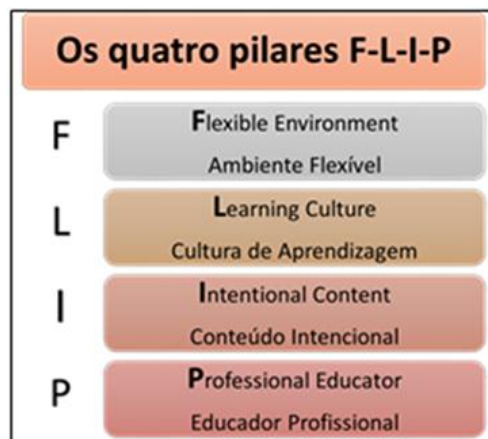 Os quatro pilares F-L-I-P
F
Flexible Environment
Ambiente Flexível
L
Learning Culture
Cultura de Aprendizagem
I
Intentional Content
Conteúdo Intencional
P
Professional Educator
Educador Profissional